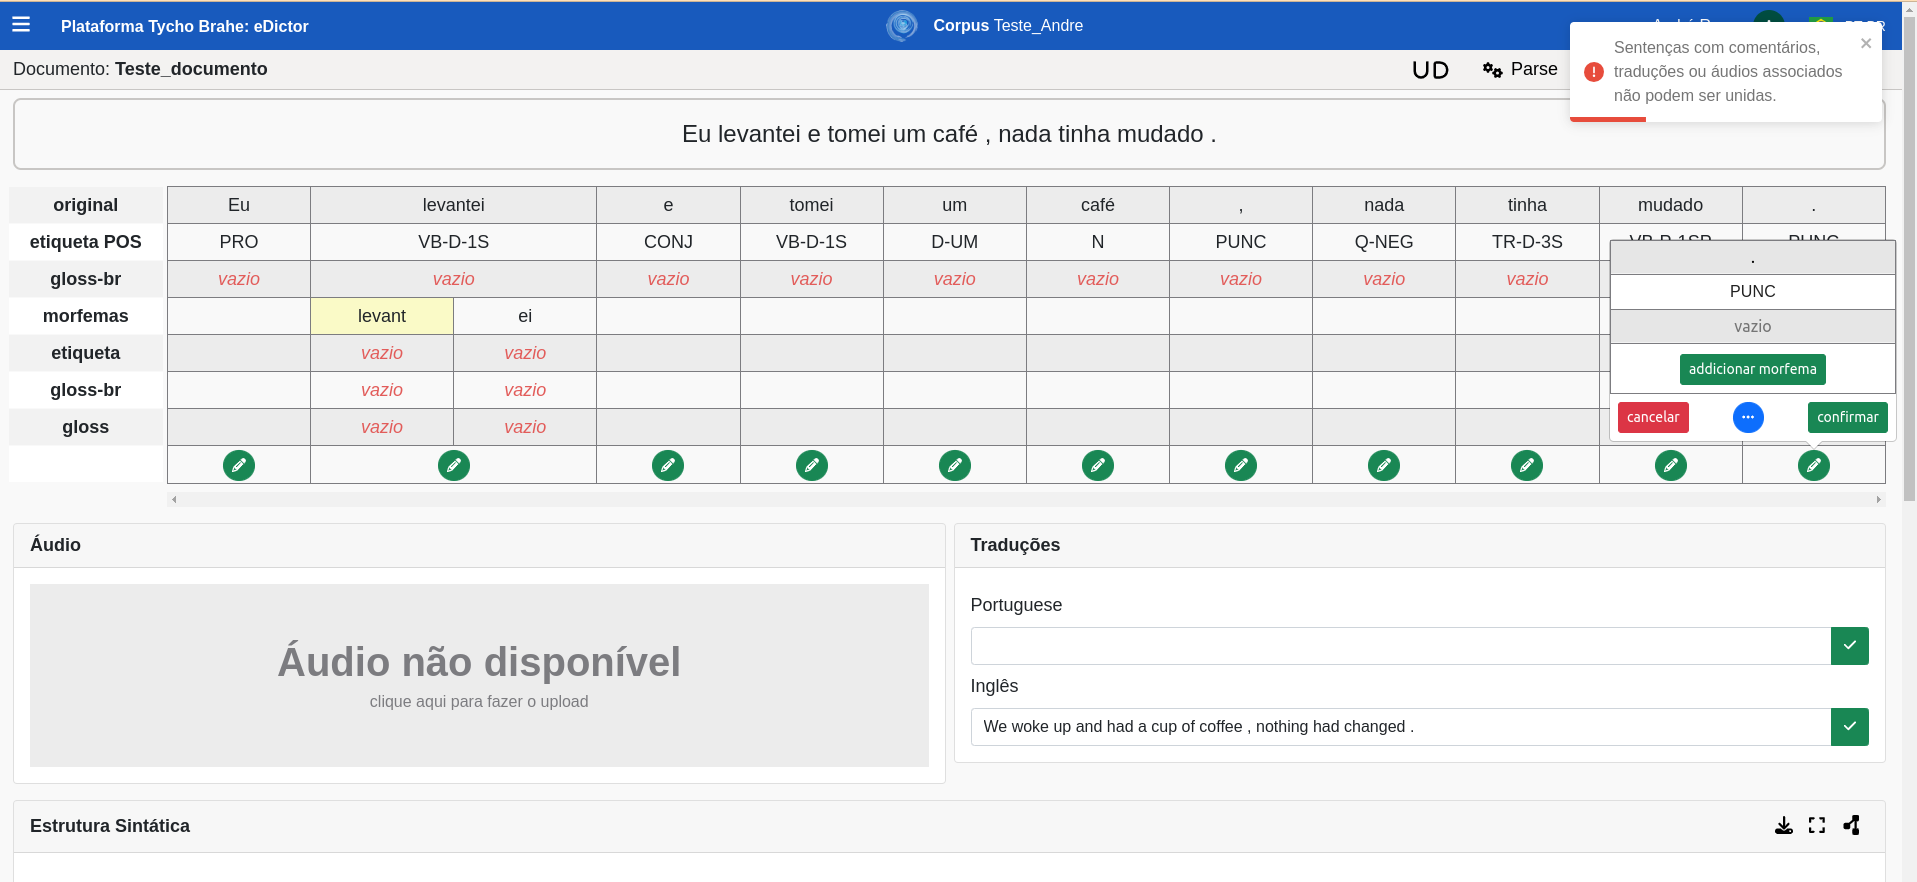 Plataforma Tycho Brahe: eDictor
Corpus Teste_Andre
Documento: Teste_documento
UD
Parse
Sentenças com comentários,
traduções ou áudios associados
não podem ser unidas.
Eu levantei e tomei um café , nada tinha mudado .
original Eu levantei e tomei um café , nada tinha mudado .
etiqueta POS PRO VB-D-1S CONJ VB-D-1S D-UM N PUNC Q-NEG TR-D-3S
gloss-br vazio vazio vazio vazio vazio vazio vazio vazio vazio
morfemas levant ei
etiqueta vazio vazio
gloss-br vazio vazio
gloss vazio vazio
.
PUNC
vazio
addicionar morfema
cancelar
confirmar
Áudio
Áudio não disponível
clique aqui para fazer o upload
Traduções
Portuguese
Inglês
We woke up and had a cup of coffee , nothing had changed .
Estrutura Sintática